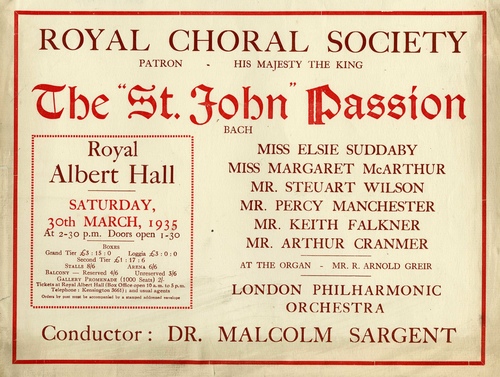 ROYAL CHORAL SOCIETY
PATRON - HIS MAJESTY THE KING
The "St. John" Passion
BACH
Royal
Albert Hall
SATURDAY,
30th MARCH, 1935
At 2-30 p.m. Doors open 1-30
BOXES
Grand Tier £3 : 15 : 0 Loggia £3 : 0 : 0
Second Tier £1 : 17 : 6
STALLS 8/6 ARENA 6/6
BALCONY — Reserved 4/6 Unreserved 3/6
GALLERY PROMENADE (1000 Seats) 2/-
Tickets at Royal Albert Hall (Box Office open 10 a.m. to 5 p.m.
Telephone: Kensington 3661); and usual agents
Orders by post must be accompanied by a stamped addressed envelope
MISS ELSIE SUDDABY
MISS MARGARET McARTHUR
MR. STEUART WILSON
MR. PERCY MANCHESTER
MR. KEITH FALKNER
MR. ARTHUR CRANMER
AT THE ORGAN - MR. R. ARNOLD GREIR
LONDON PHILHARMONIC
ORCHESTRA
Conductor : DR. MALCOLM SARGENT